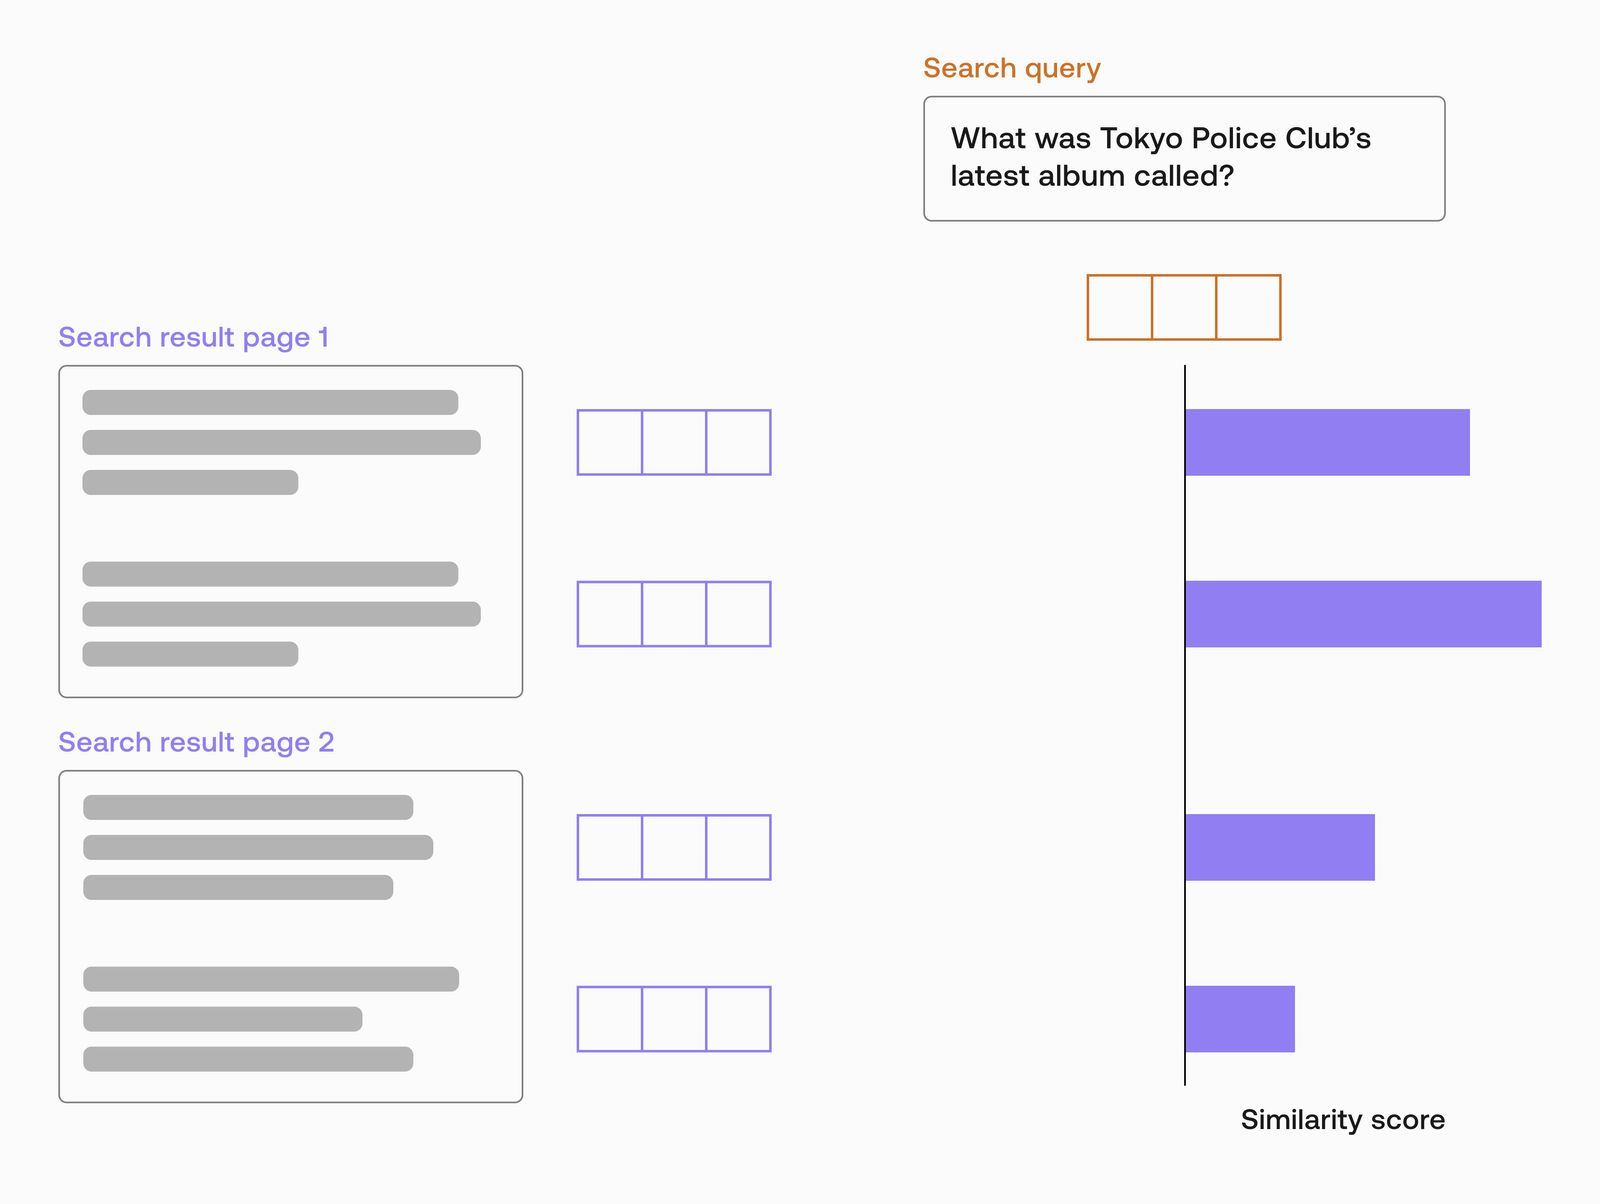 Search query
What was Tokyo Police Club’s
latest album called?
Search result page 1
Search result page 2
Similarity score